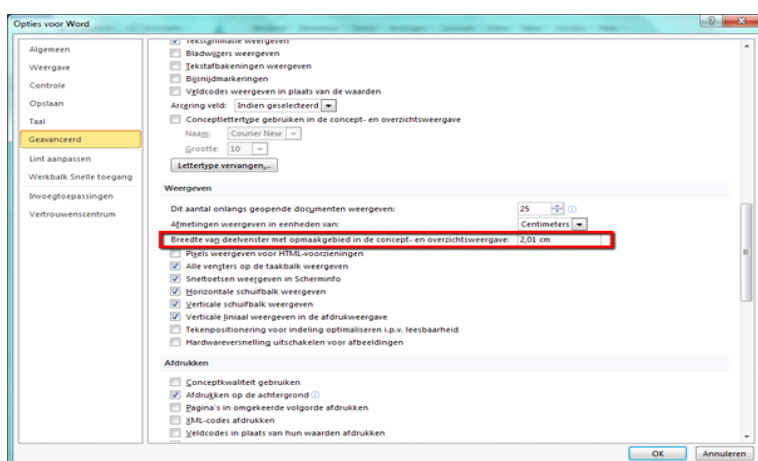 Opties voor Word
Algemeen
Weergave
Controle
Opslaan
Taal
Geavanceerd
Lint aanpassen
Werkbalk Snelle toegang
Invoegtoepassingen
Vertrouwenscentrum
Tekstanimatie weergeven
Bladwijzers weergeven
Tekstafbakeningen weergeven
Bijsnijdmarkeringen
Veldcodes weergeven in plaats van de waarden
Arcering veld: Indien geselecteerd
Conceptlettertype gebruiken in de concept- en overzichtsweergave
Naam: Courier New
Grootte: 10
Lettertype vervangen...
Weergeven
Dit aantal onlangs geopende documenten weergeven: 25
Afmetingen weergeven in eenheden van: Centimeters
Breedte van deelvenster met opmaakgebied in de concept- en overzichtsweergave: 2,01 cm
Pixels weergeven voor HTML-voorzieningen
Alle vensters op de taakbalk weergeven
Sneltoetsen weergeven in Scherminfo
Horizontale schuifbalk weergeven
Verticale schuifbalk weergeven
Verticale liniaal weergeven in de afdrukweergave
Tekenpositionering voor indeling optimaliseren i.p.v. leesbaarheid
Hardwareversnelling uitschakelen voor afbeeldingen
Afdrukken
Conceptkwaliteit gebruiken
Afdrukken op de achtergrond
Pagina's in omgekeerde volgorde afdrukken
XML-codes afdrukken
Veldcodes in plaats van hun waarden afdrukken
OK Annuleren